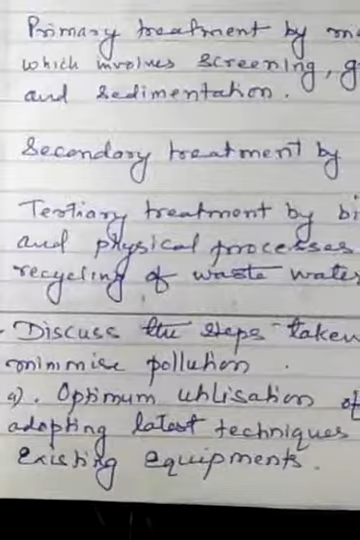 Primary treatment by
which involves screening,
and sedimentation.
Secondary treatment by
Tertiary treatment by
and physical processes
recycling of waste water
Discuss the steps taken
minimise pollution.
a). Optimum utilisation of
adopting latest techniques
existing equipments.